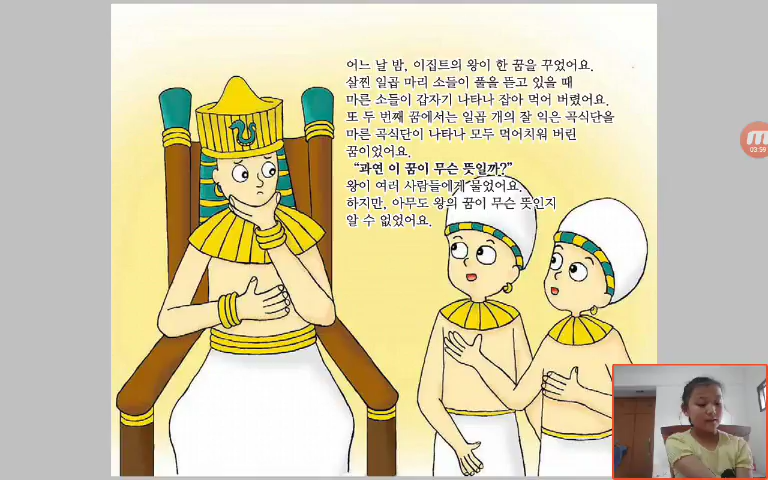 어느 날 밤, 이집트의 왕이 한 꿈을 꾸었어요.
살찐 일곱 마리 소들이 풀을 뜯고 있을 때
마른 소들이 갑자기 나타나 잡아 먹어 버렸어요.
또 두 번째 꿈에서는 일곱 개의 잘 익은 곡식단을
마른 곡식단이 나타나 모두 먹어치워 버린
꿈이었어요.
“과연 이 꿈이 무슨 뜻일까?”
왕이 여러 사람들에게 물었어요.
하지만, 아무도 왕의 꿈이 무슨 뜻인지
알 수 없었어요.
03:59